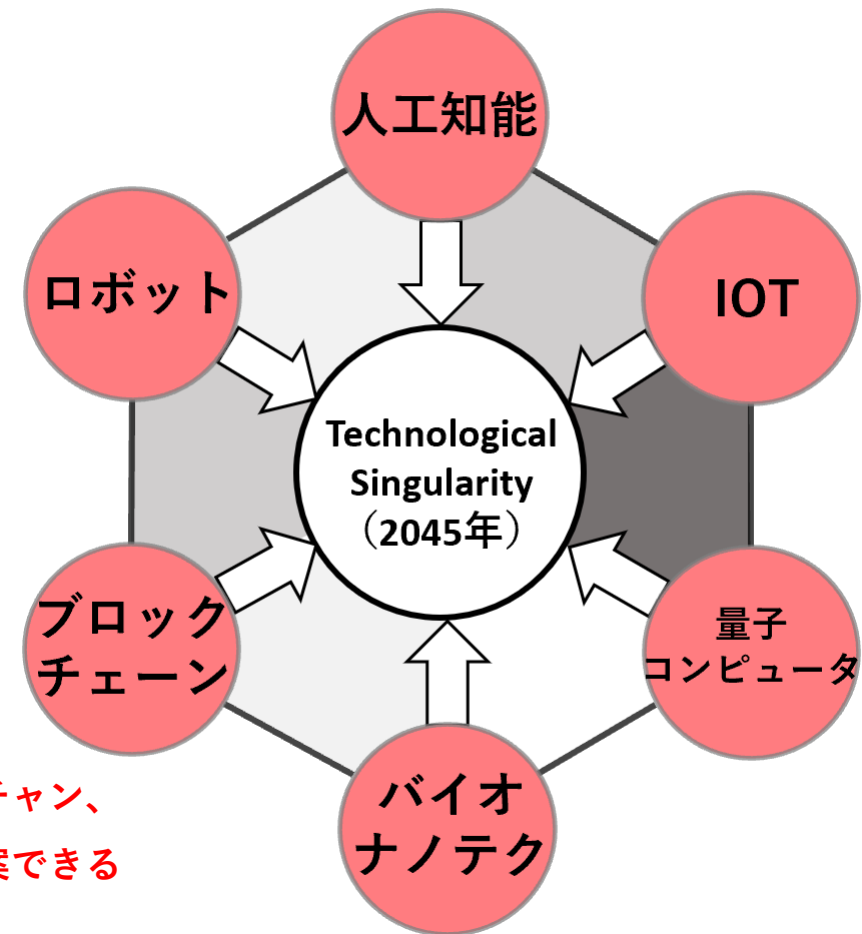 人工知能
ロボット
IOT
Technological
Singularity
（2045年）
ブロック
チェーン
量子
コンピュータ
バイオ
ナノテク
チャン、
案できる